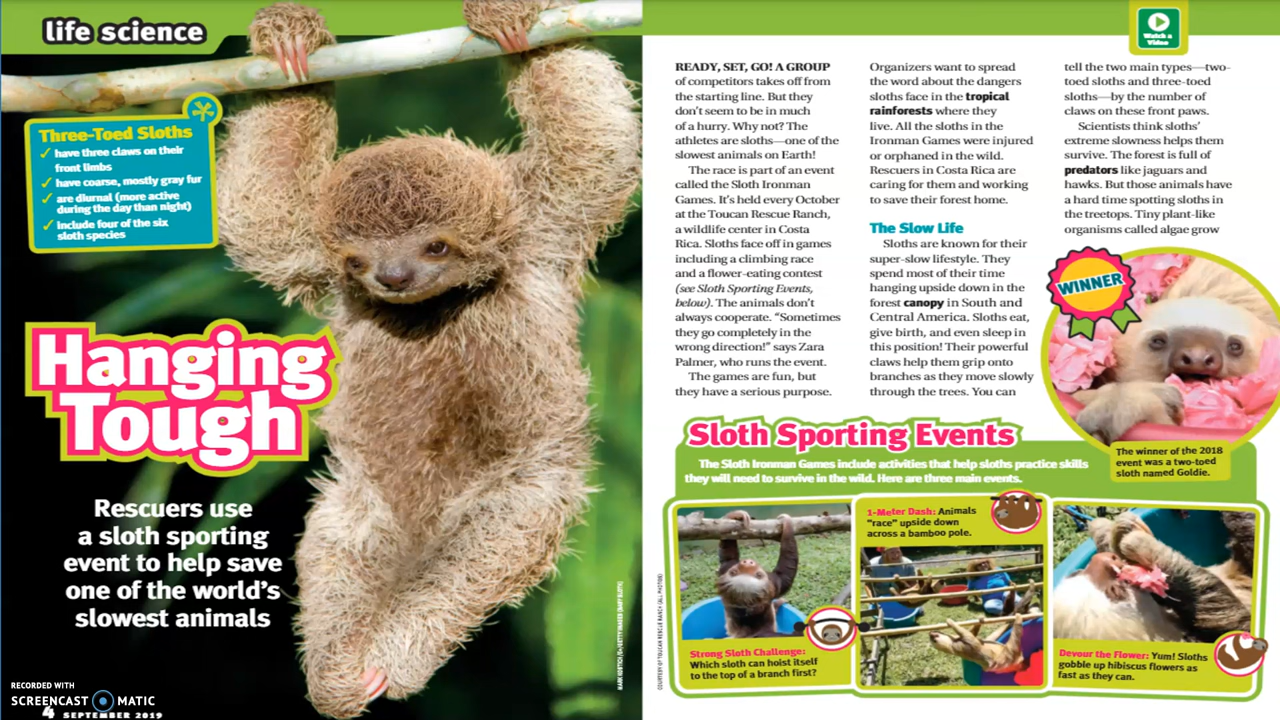 life science
Three-Toed Sloths
✓ have three claws on their
front limbs
✓ have coarse, mostly gray fur
✓ are diurnal (more active
during the day than night)
✓ include four of the six
sloth species
Hanging
Tough
Rescuers use
a sloth sporting
event to help save
one of the world's
slowest animals
RECORDED WITH
SCREENCAST MATIC
4 SEPTEMBER 2019
Watch a
Video
READY, SET, GO! A GROUP
of competitors takes off from
the starting line. But they
don't seem to be in much
of a hurry. Why not? The
athletes are sloths—one of the
slowest animals on Earth!
The race is part of an event
called the Sloth Ironman
Games. It's held every October
at the Toucan Rescue Ranch,
a wildlife center in Costa
Rica. Sloths face off in games
including a climbing race
and a flower-eating contest
(see Sloth Sporting Events,
below). The animals don't
always cooperate. "Sometimes
they go completely in the
wrong direction!" says Zara
Palmer, who runs the event.
The games are fun, but
they have a serious purpose.
Organizers want to spread
the word about the dangers
sloths face in the tropical
rainforests where they
live. All the sloths in the
Ironman Games were injured
or orphaned in the wild.
Rescuers in Costa Rica are
caring for them and working
to save their forest home.
The Slow Life
Sloths are known for their
super-slow lifestyle. They
spend most of their time
hanging upside down in the
forest canopy in South and
Central America. Sloths eat,
give birth, and even sleep in
this position! Their powerful
claws help them grip onto
branches as they move slowly
through the trees. You can
tell the two main types—two-
toed sloths and three-toed
sloths—by the number of
claws on these front paws.
Scientists think sloths'
extreme slowness helps them
survive. The forest is full of
predators like jaguars and
hawks. But those animals have
a hard time spotting sloths in
the treetops. Tiny plant-like
organisms called algae grow
WINNER
The winner of the 2018
event was a two-toed
sloth named Goldie.
Sloth Sporting Events
The Sloth Ironman Games include activities that help sloths practice skills
they will need to survive in the wild. Here are three main events.
Strong Sloth Challenge:
Which sloth can hoist itself
to the top of a branch first?
1-Meter Dash: Animals
"race" upside down
across a bamboo pole.
Devour the Flower: Yum! Sloths
gobble up hibiscus flowers as
fast as they can.